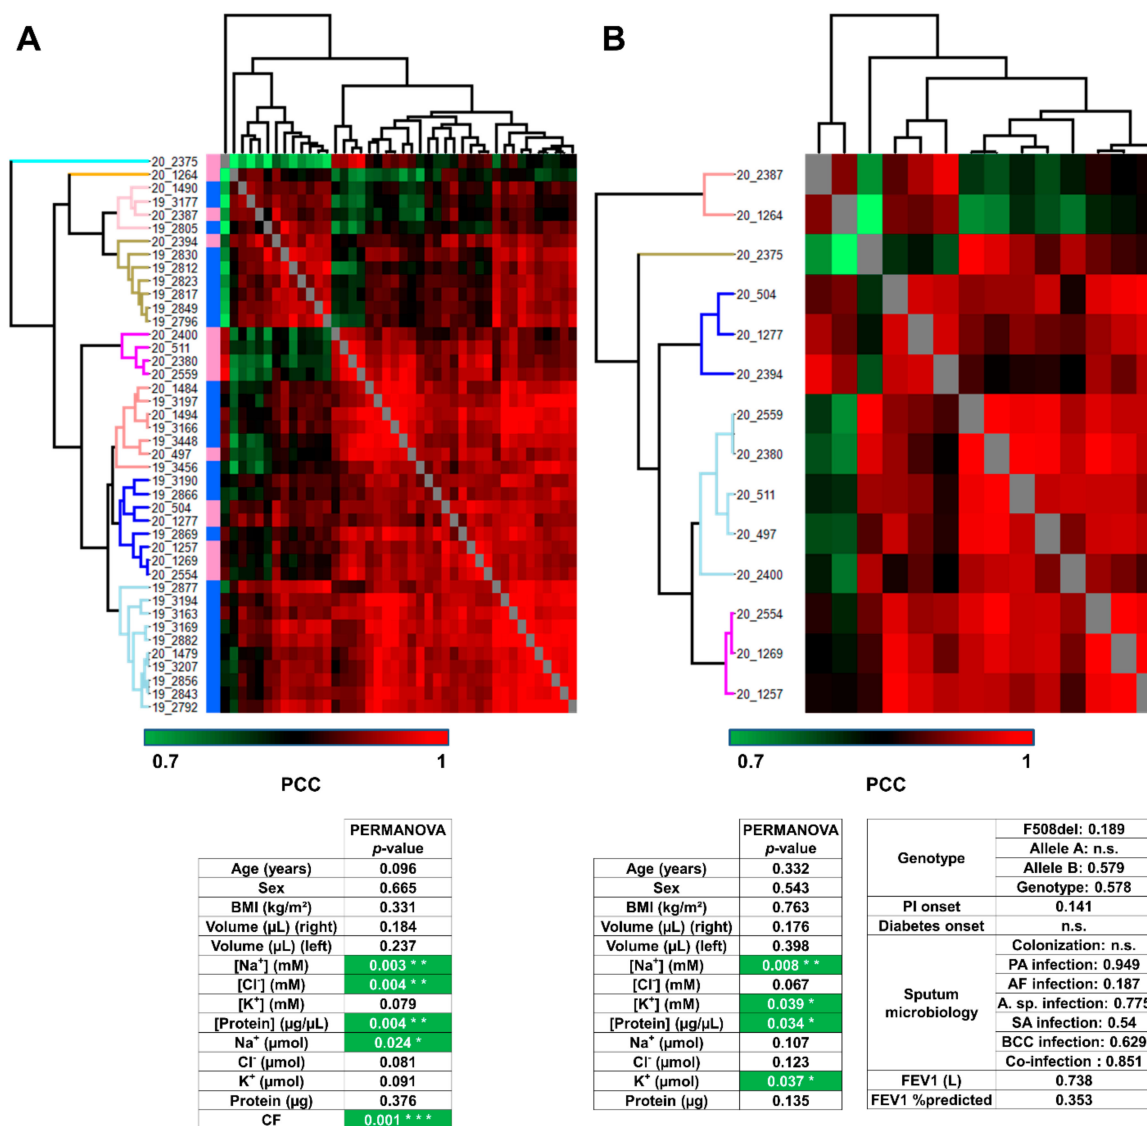 A
B
20_2375
20_1264
20_1490
19_3177
20_2387
19_2805
20_2394
19_2830
19_2812
19_2823
19_2817
19_2849
19_2796
20_2400
20_511
20_2380
20_2559
20_1484
19_3197
20_1494
19_3166
19_3448
20_497
19_3456
19_3190
19_2866
20_504
20_1277
19_2869
20_1257
20_1269
20_2554
19_2877
19_3194
19_3163
19_3169
19_2882
20_1479
19_3207
19_2856
19_2843
19_2792
0.7 1
PCC
20_2387
20_1264
20_2375
20_504
20_1277
20_2394
20_2559
20_2380
20_511
20_497
20_2400
20_2554
20_1269
20_1257
0.7 1
PCC
PERMANOVA
p-value
Age (years) 0.096
Sex 0.665
BMI (kg/m²) 0.331
Volume (µL) (right) 0.184
Volume (µL) (left) 0.237
[Na⁺] (mM) 0.003 * *
[Cl⁻] (mM) 0.004 * *
[K⁺] (mM) 0.079
[Protein] (µg/µL) 0.004 * *
Na⁺ (µmol) 0.024 *
Cl⁻ (µmol) 0.081
K⁺ (µmol) 0.091
Protein (µg) 0.376
CF 0.001 * * *
PERMANOVA
p-value
Age (years) 0.332
Sex 0.543
BMI (kg/m²) 0.763
Volume (µL) (right) 0.176
Volume (µL) (left) 0.398
[Na⁺] (mM) 0.008 * *
[Cl⁻] (mM) 0.067
[K⁺] (mM) 0.039 *
[Protein] (µg/µL) 0.034 *
Na⁺ (µmol) 0.107
Cl⁻ (µmol) 0.123
K⁺ (µmol) 0.037 *
Protein (µg) 0.135
Genotype
F508del: 0.189
Allele A: n.s.
Allele B: 0.579
Genotype: 0.578
PI onset 0.141
Diabetes onset n.s.
Sputum
microbiology
Colonization: n.s.
PA infection: 0.949
AF infection: 0.187
A. sp. infection: 0.775
SA infection: 0.54
BCC infection: 0.629
Co-infection : 0.851
FEV1 (L) 0.738
FEV1 %predicted 0.353